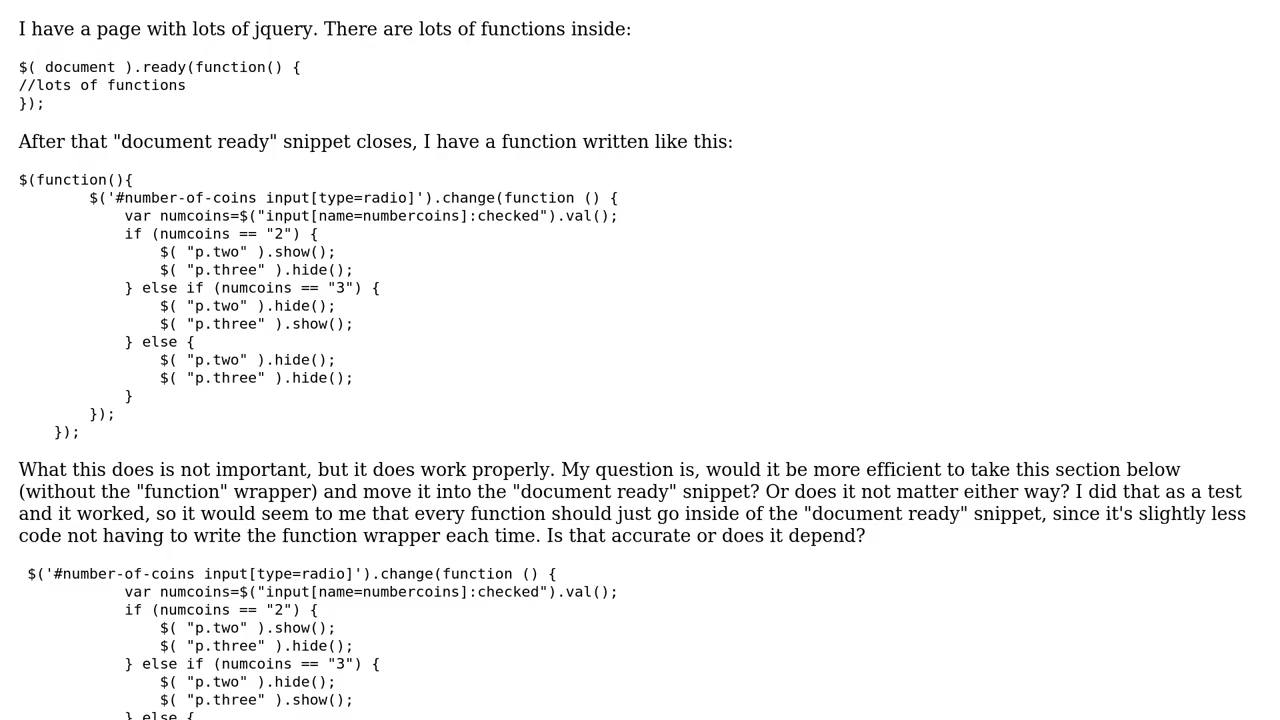 I have a page with lots of jquery. There are lots of functions inside:
$( document ).ready(function() {
//lots of functions
});
After that "document ready" snippet closes, I have a function written like this:
$(function(){
        $('#number-of-coins input[type=radio]').change(function () {
            var numcoins=$("input[name=numbercoins]:checked").val();
            if (numcoins == "2") {
                $( "p.two" ).show();
                $( "p.three" ).hide();
            } else if (numcoins == "3") {
                $( "p.two" ).hide();
                $( "p.three" ).show();
            } else {
                $( "p.two" ).hide();
                $( "p.three" ).hide();
            }
        });
    });
What this does is not important, but it does work properly. My question is, would it be more efficient to take this section below
(without the "function" wrapper) and move it into the "document ready" snippet? Or does it not matter either way? I did that as a test
and it worked, so it would seem to me that every function should just go inside of the "document ready" snippet, since it's slightly less
code not having to write the function wrapper each time. Is that accurate or does it depend?
 $('#number-of-coins input[type=radio]').change(function () {
            var numcoins=$("input[name=numbercoins]:checked").val();
            if (numcoins == "2") {
                $( "p.two" ).show();
                $( "p.three" ).hide();
            } else if (numcoins == "3") {
                $( "p.two" ).hide();
                $( "p.three" ).show();
            } else {